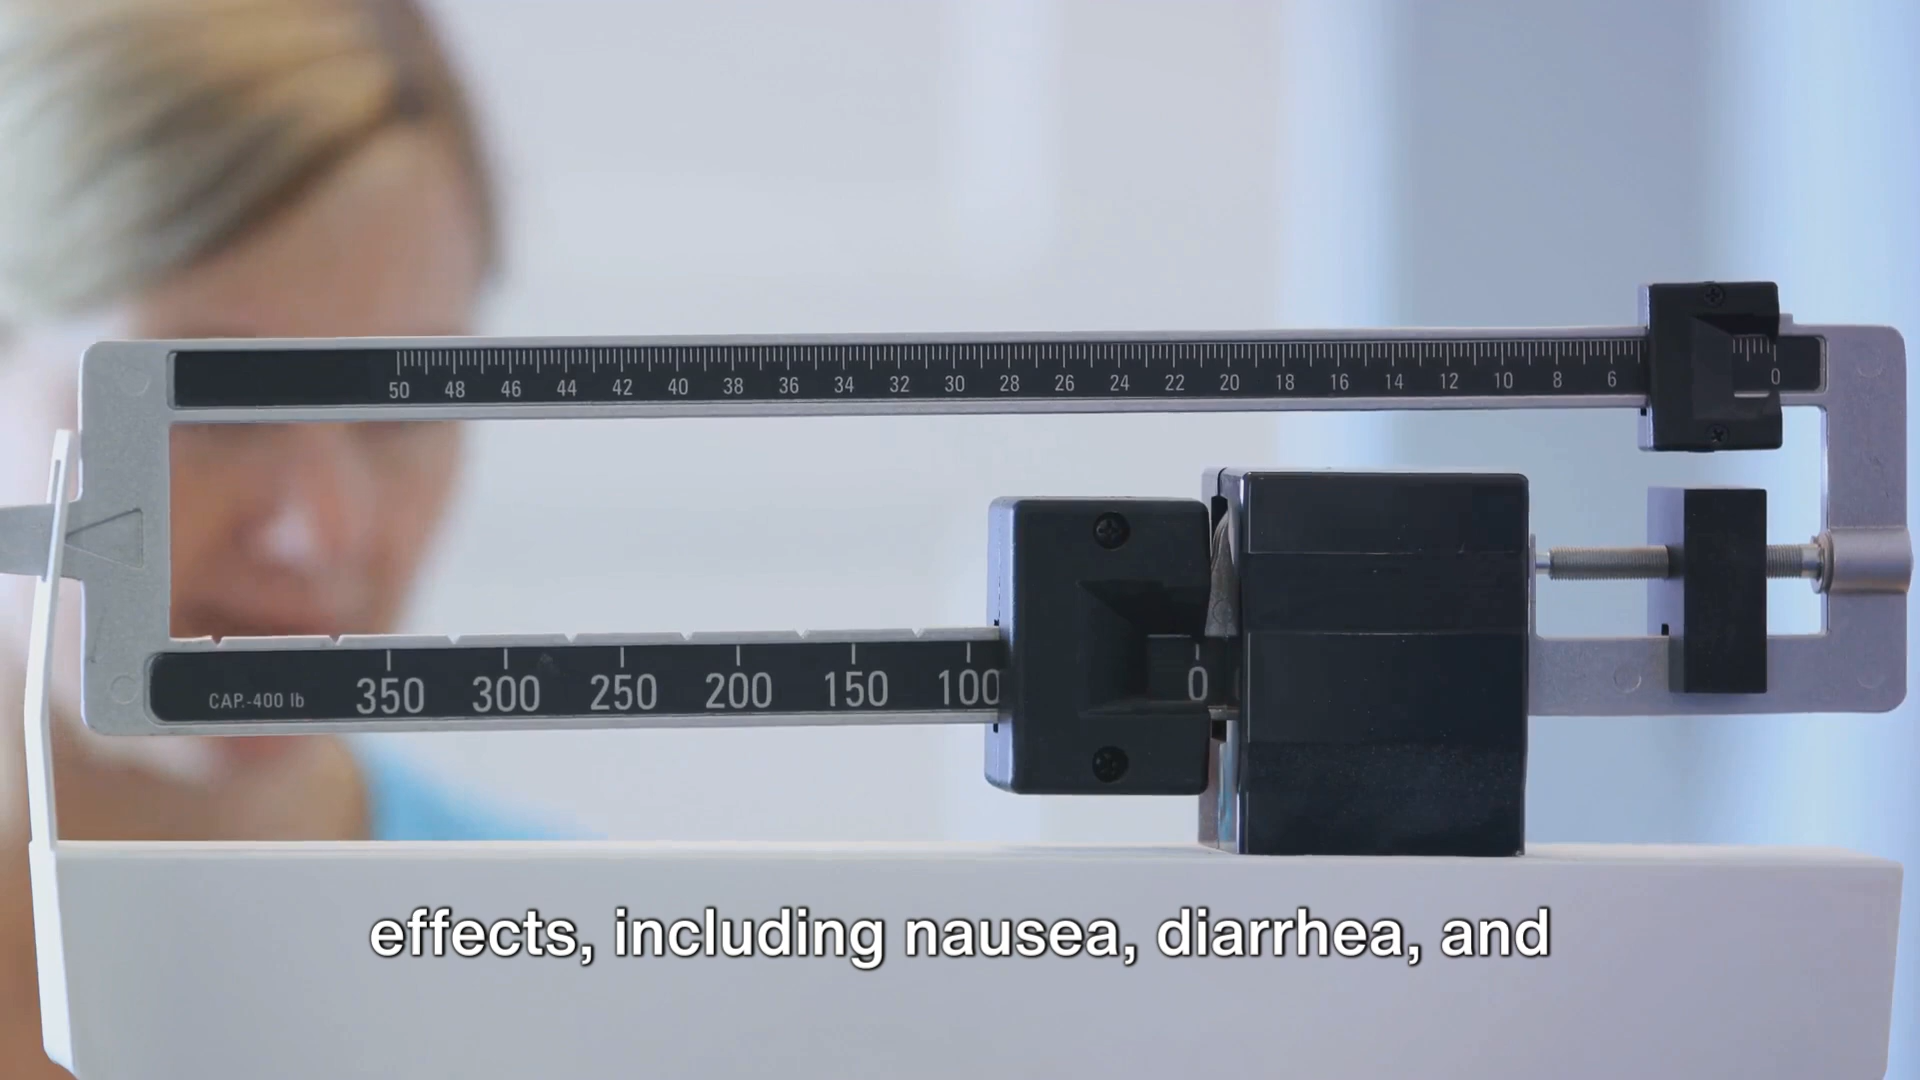 50 48 46 44 42 40 38 36 34 32 30 28 26 24 22 20 18 16 14 12 10 8 6 0
CAP.-400 lb 350 300 250 200 150 100 0
effects, including nausea, diarrhea, and